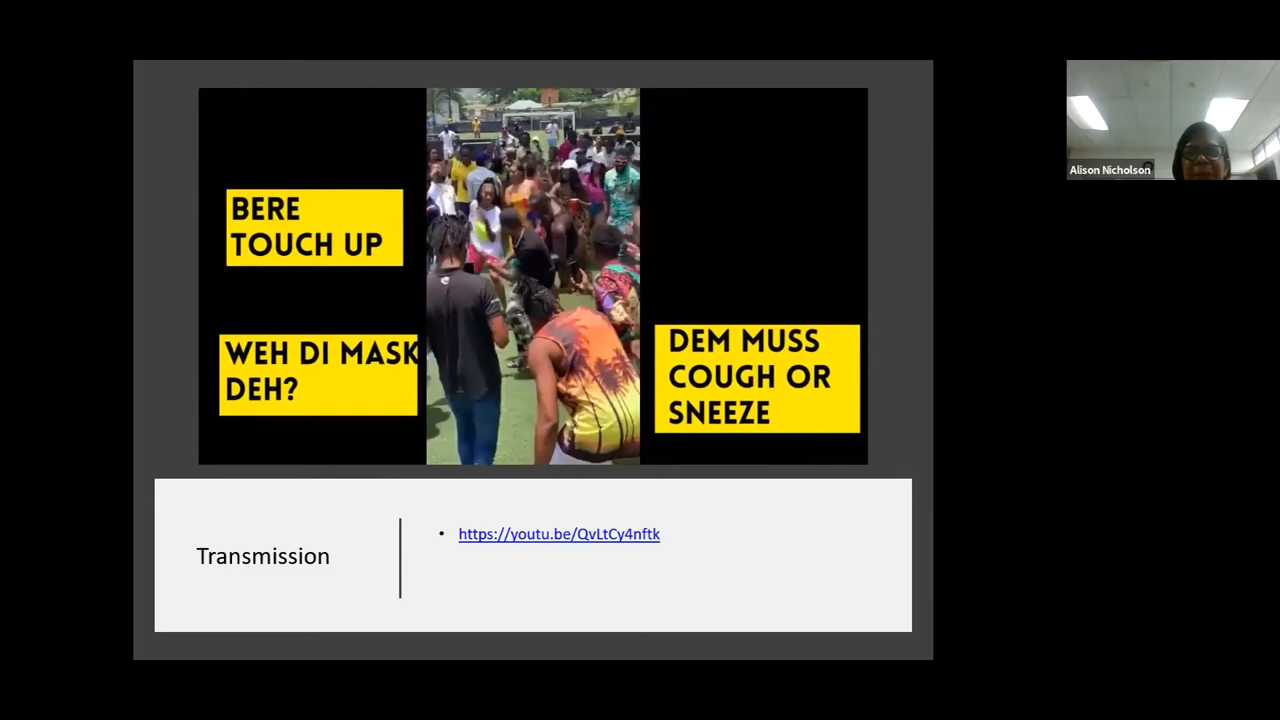 BERE
TOUCH UP
WEH DI MASK
DEH?
DEM MUSS
COUGH OR
SNEEZE
Alison Nicholson
Transmission
• https://youtu.be/QvLtCy4nftk